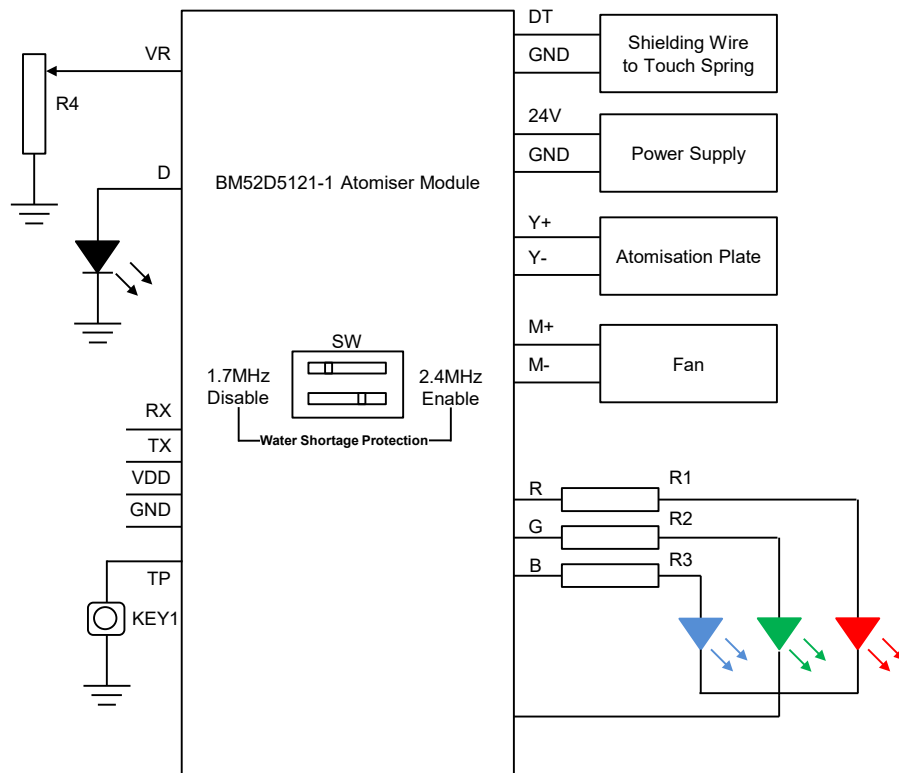 VR
R4
D
RX
TX
VDD
GND
TP
KEY1
BM52D5121-1 Atomiser Module
SW
1.7MHz
Disable
2.4MHz
Enable
Water Shortage Protection
DT
GND
Shielding Wire
to Touch Spring
24V
GND
Power Supply
Y+
Y-
Atomisation Plate
M+
M-
Fan
R
R1
G
R2
B
R3